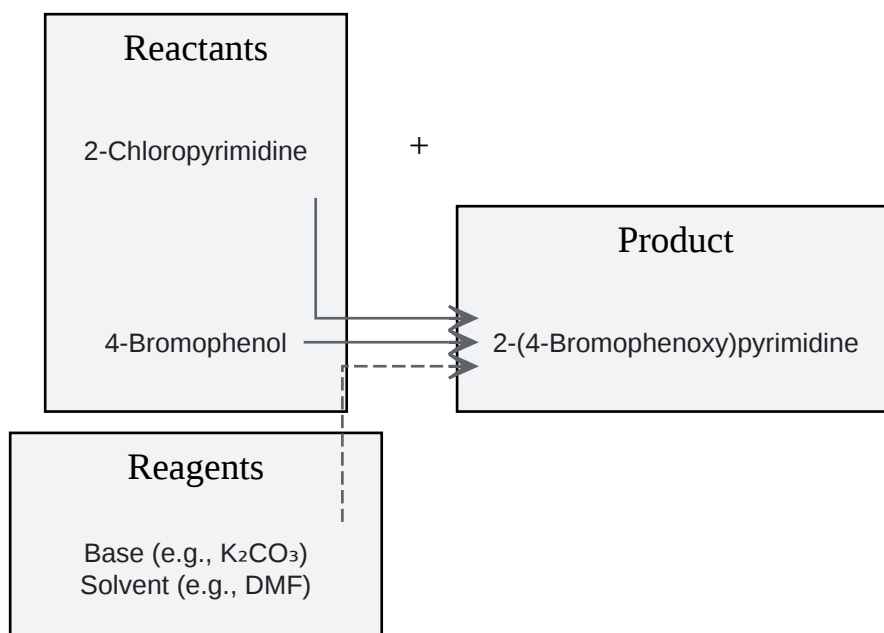 Reactants
2-Chloropyrimidine
+
4-Bromophenol
Product
2-(4-Bromophenoxy)pyrimidine
Reagents
Base (e.g., K₂CO₃)
Solvent (e.g., DMF)